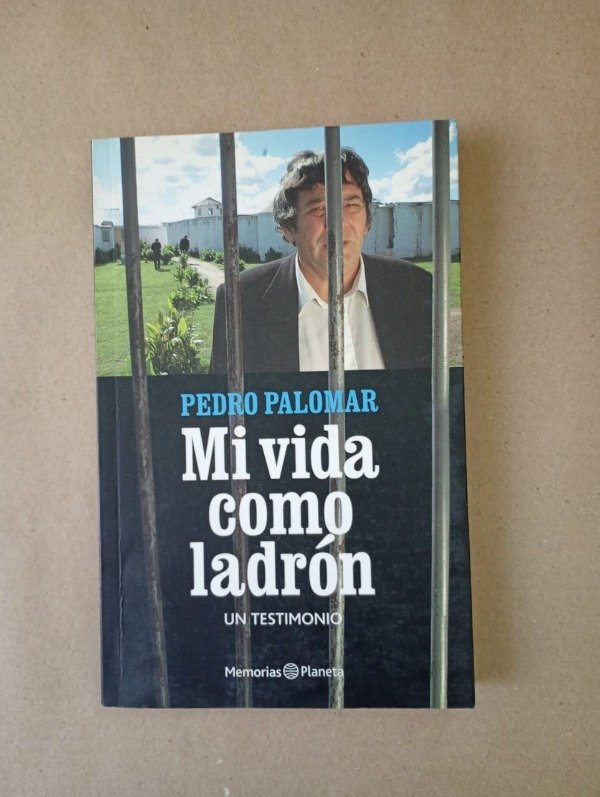 PEDRO PALOMAR
Mi vida
como
ladrón
UN TESTIMONIO
Memorias Planeta